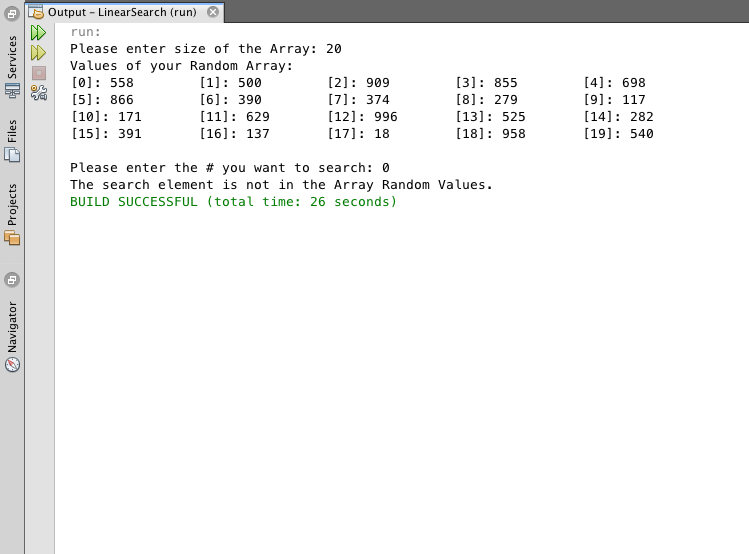 Output – LinearSearch (run)
Services
Files
Projects
Navigator
run:
Please enter size of the Array: 20
Values of your Random Array:
[0]: 558 [1]: 500 [2]: 909 [3]: 855 [4]: 698
[5]: 866 [6]: 390 [7]: 374 [8]: 279 [9]: 117
[10]: 171 [11]: 629 [12]: 996 [13]: 525 [14]: 282
[15]: 391 [16]: 137 [17]: 18 [18]: 958 [19]: 540
Please enter the # you want to search: 0
The search element is not in the Array Random Values.
BUILD SUCCESSFUL (total time: 26 seconds)